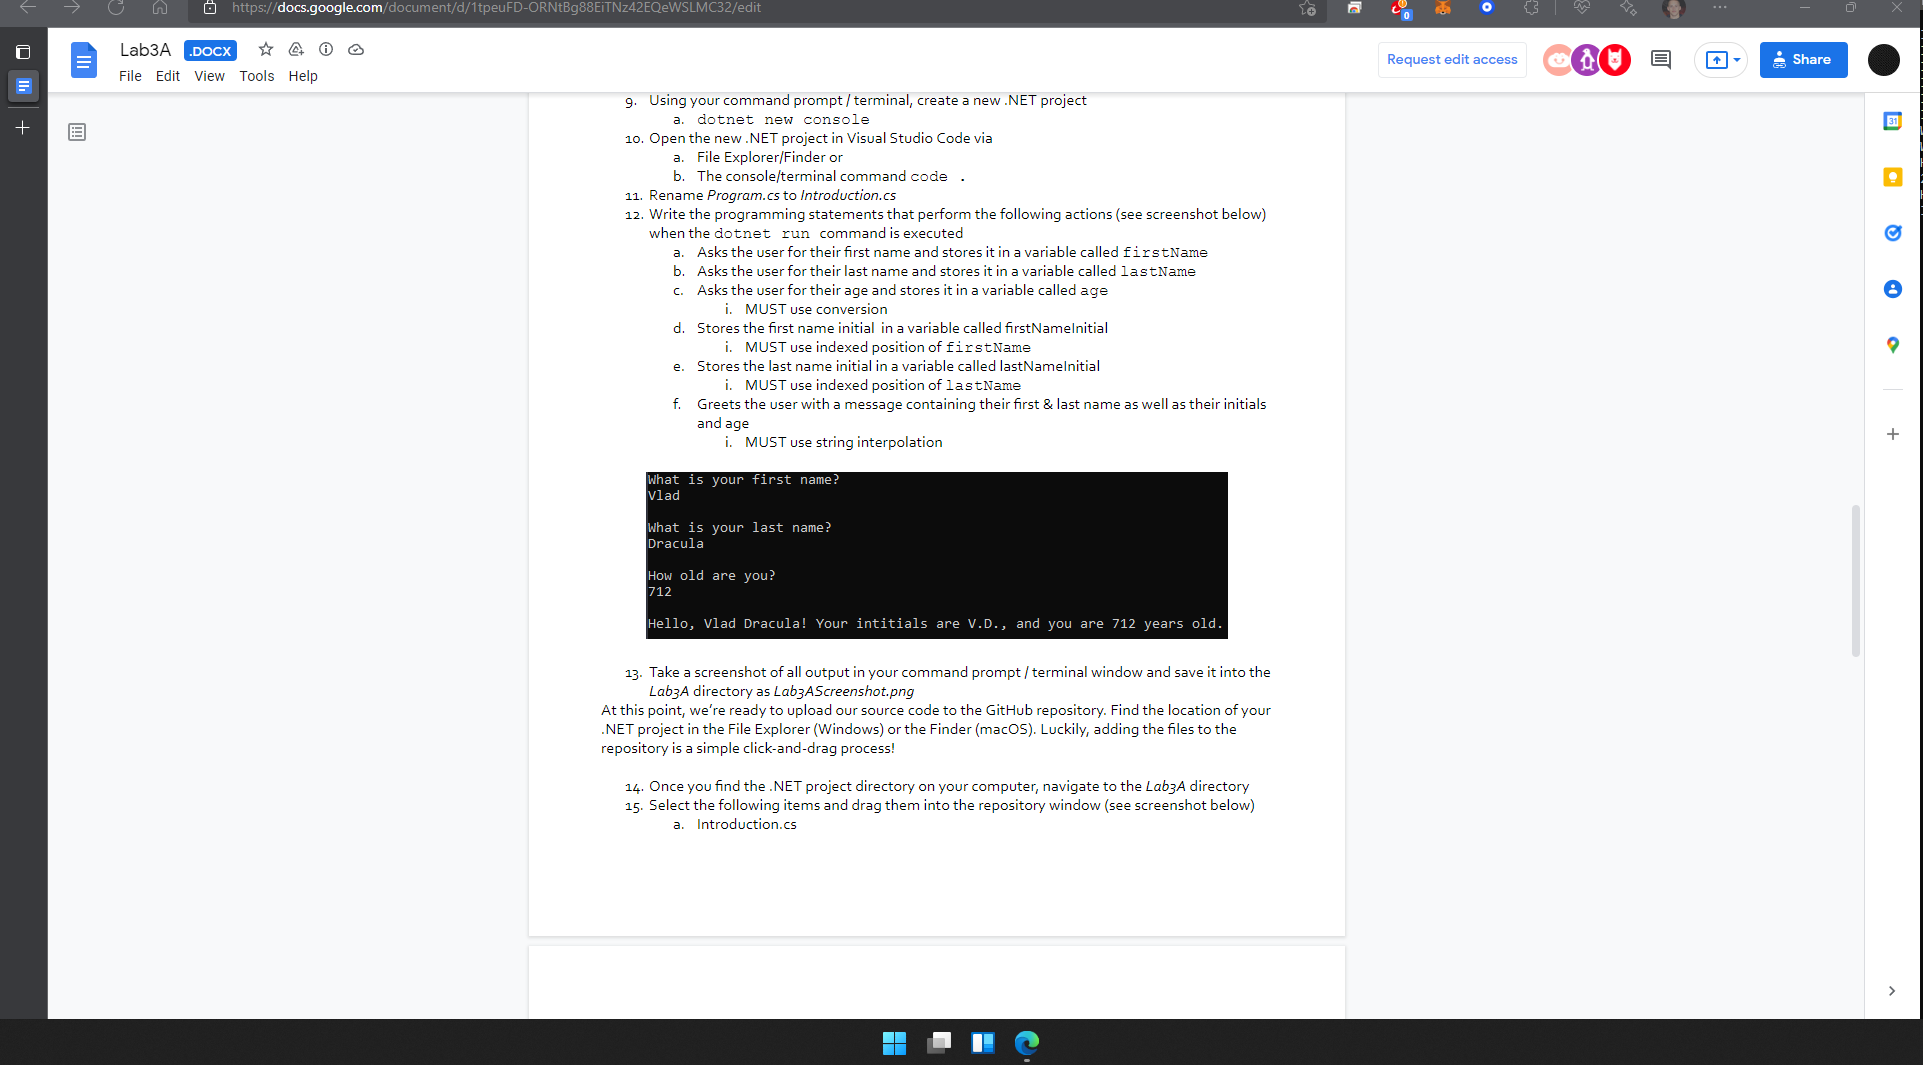 https://docs.google.com/document/d/1tpeuFD-ORNtBg88EiTNz42EQeWSLMC32/edit
0
Lab3A .DOCX
File Edit View Tools Help
Request edit access
Share
31
9. Using your command prompt / terminal, create a new .NET project
a. dotnet new console
10. Open the new .NET project in Visual Studio Code via
a. File Explorer/Finder or
b. The console/terminal command code .
11. Rename Program.cs to Introduction.cs
12. Write the programming statements that perform the following actions (see screenshot below)
when the dotnet run command is executed
a. Asks the user for their first name and stores it in a variable called firstName
b. Asks the user for their last name and stores it in a variable called lastName
c. Asks the user for their age and stores it in a variable called age
i. MUST use conversion
d. Stores the first name initial in a variable called firstNameInitial
i. MUST use indexed position of firstName
e. Stores the last name initial in a variable called lastNameInitial
i. MUST use indexed position of lastName
f. Greets the user with a message containing their first & last name as well as their initials
and age
i. MUST use string interpolation
What is your first name?
Vlad
What is your last name?
Dracula
How old are you?
712
Hello, Vlad Dracula! Your intitials are V.D., and you are 712 years old.
13. Take a screenshot of all output in your command prompt / terminal window and save it into the
Lab3A directory as Lab3AScreenshot.png
At this point, we’re ready to upload our source code to the GitHub repository. Find the location of your
.NET project in the File Explorer (Windows) or the Finder (macOS). Luckily, adding the files to the
repository is a simple click-and-drag process!
14. Once you find the .NET project directory on your computer, navigate to the Lab3A directory
15. Select the following items and drag them into the repository window (see screenshot below)
a. Introduction.cs